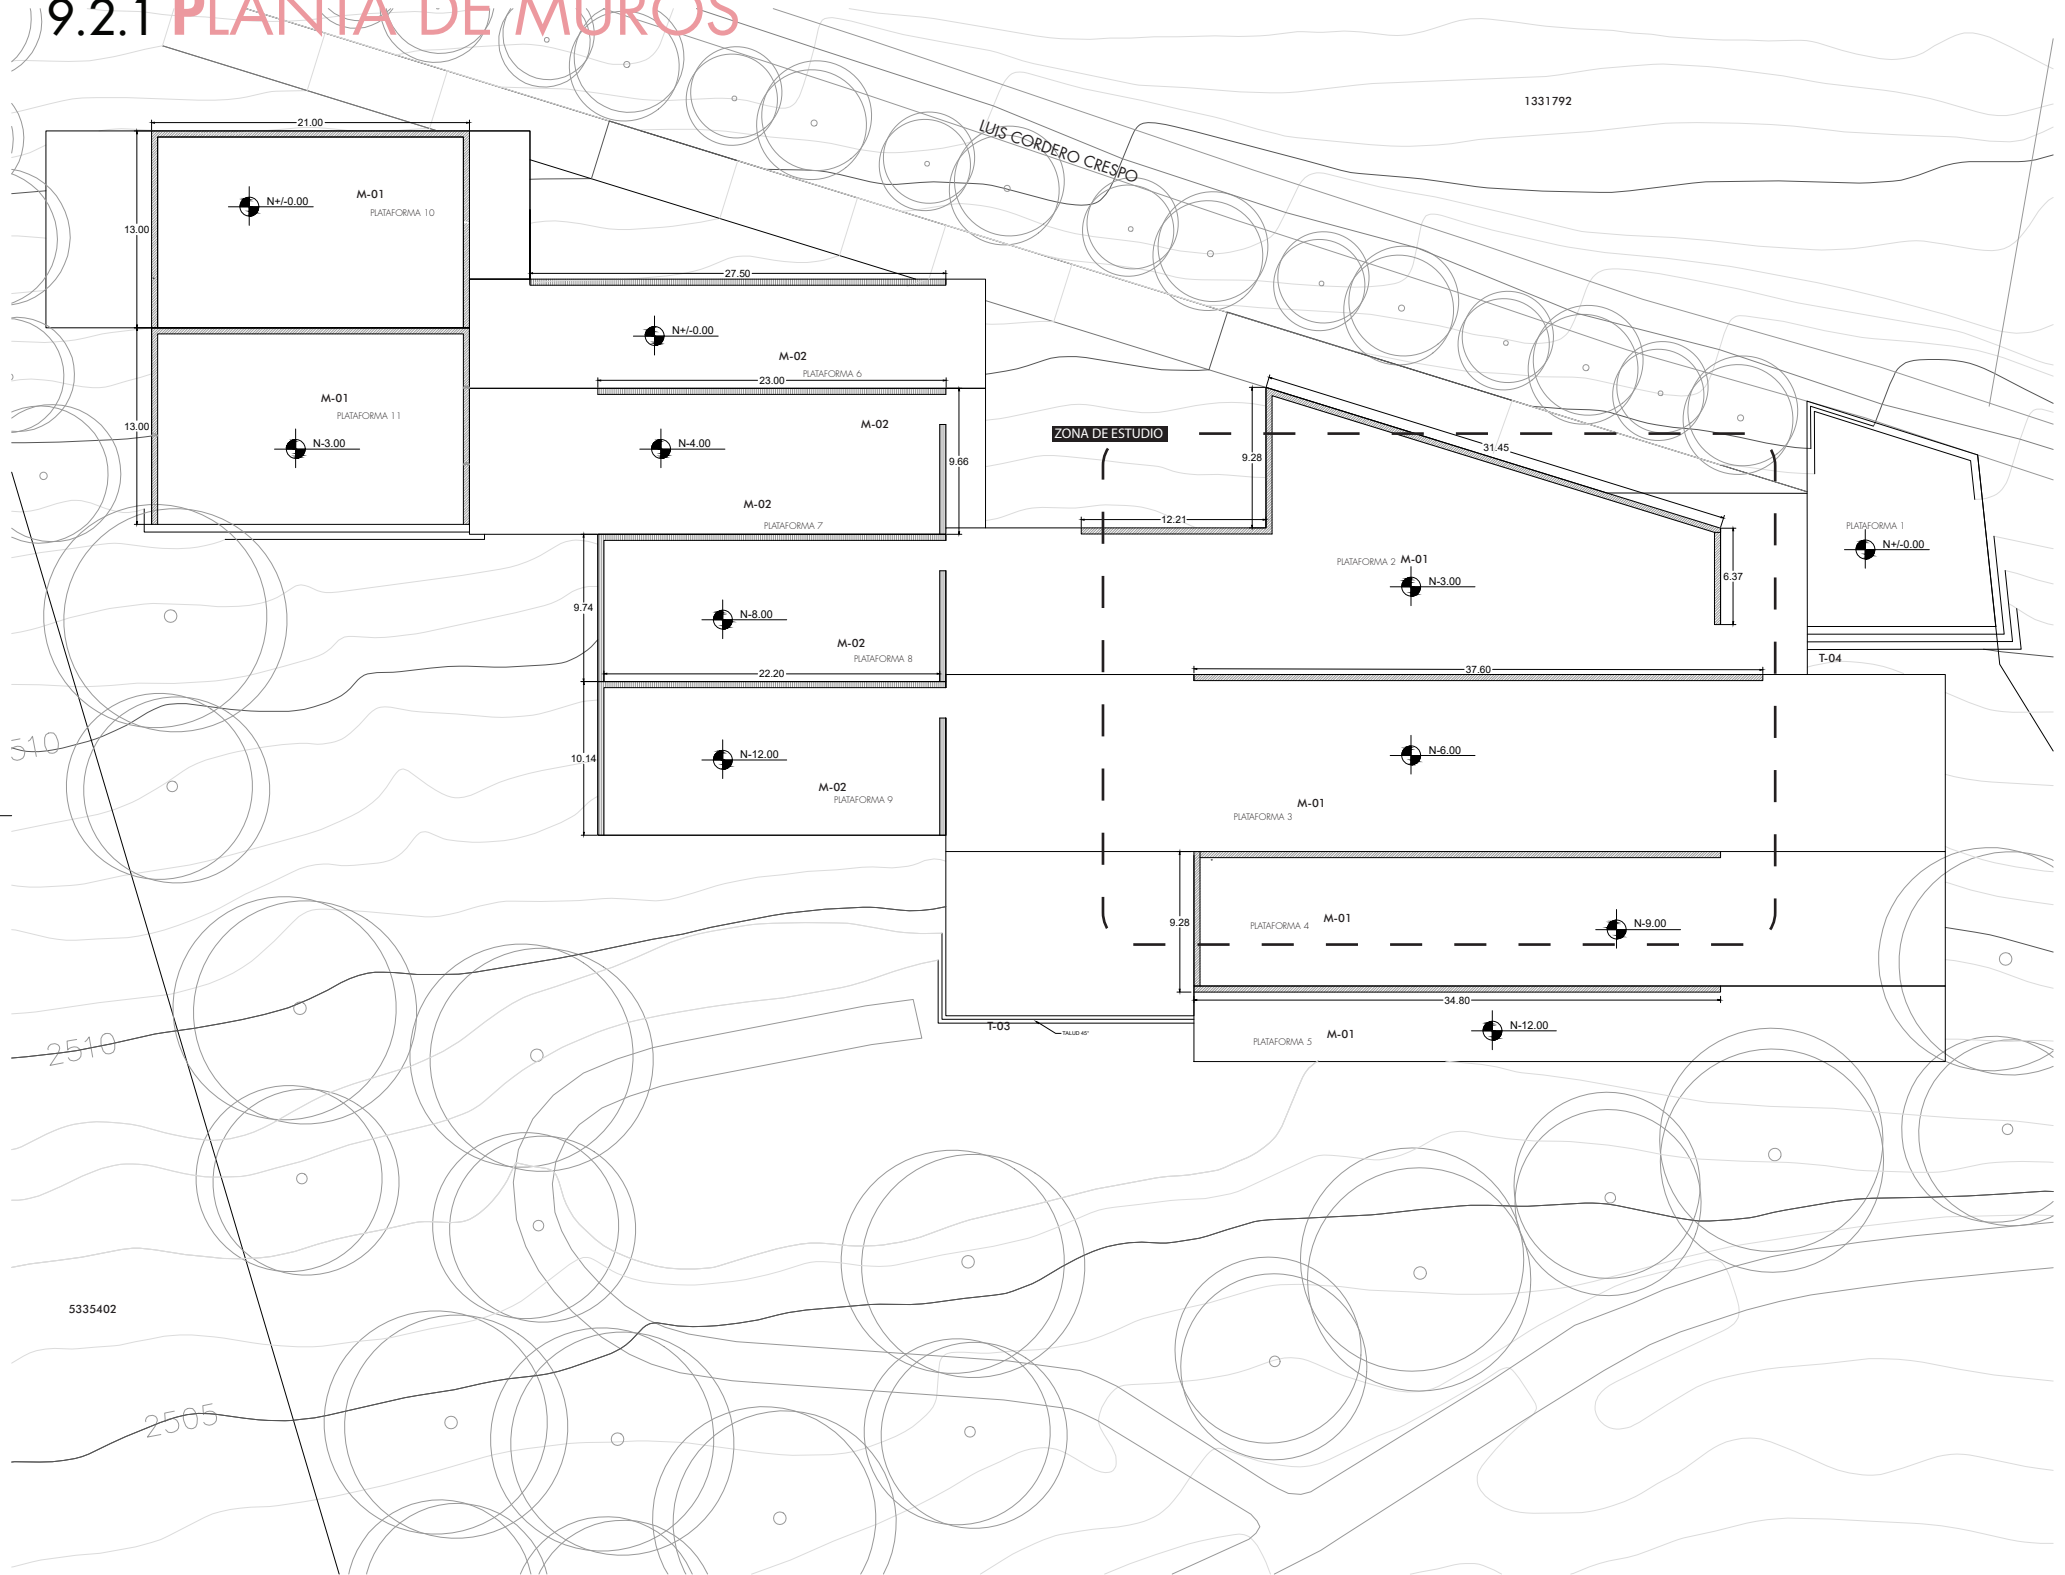 9.2.1 PLANTA DE MUROS
1331792
LUIS CORDERO CRESPO
21.00
13.00
N+/-0.00
M-01
PLATAFORMA 10
27.50
N+/-0.00
M-02
PLATAFORMA 6
23.00
13.00
M-01
PLATAFORMA 11
N-3.00
M-02
N-4.00
9.66
M-02
PLATAFORMA 7
ZONA DE ESTUDIO
9.28
31.45
12.21
PLATAFORMA 2 M-01
N-3.00
6.37
PLATAFORMA 1
N+/-0.00
T-04
9.74
N-8.00
M-02
PLATAFORMA 8
22.20
37.60
510
10.14
N-12.00
M-02
PLATAFORMA 9
N-6.00
M-01
PLATAFORMA 3
9.28
PLATAFORMA 4
M-01
N-9.00
34.80
T-03
TALUD 45°
PLATAFORMA 5
M-01
N-12.00
2510
5335402
2505